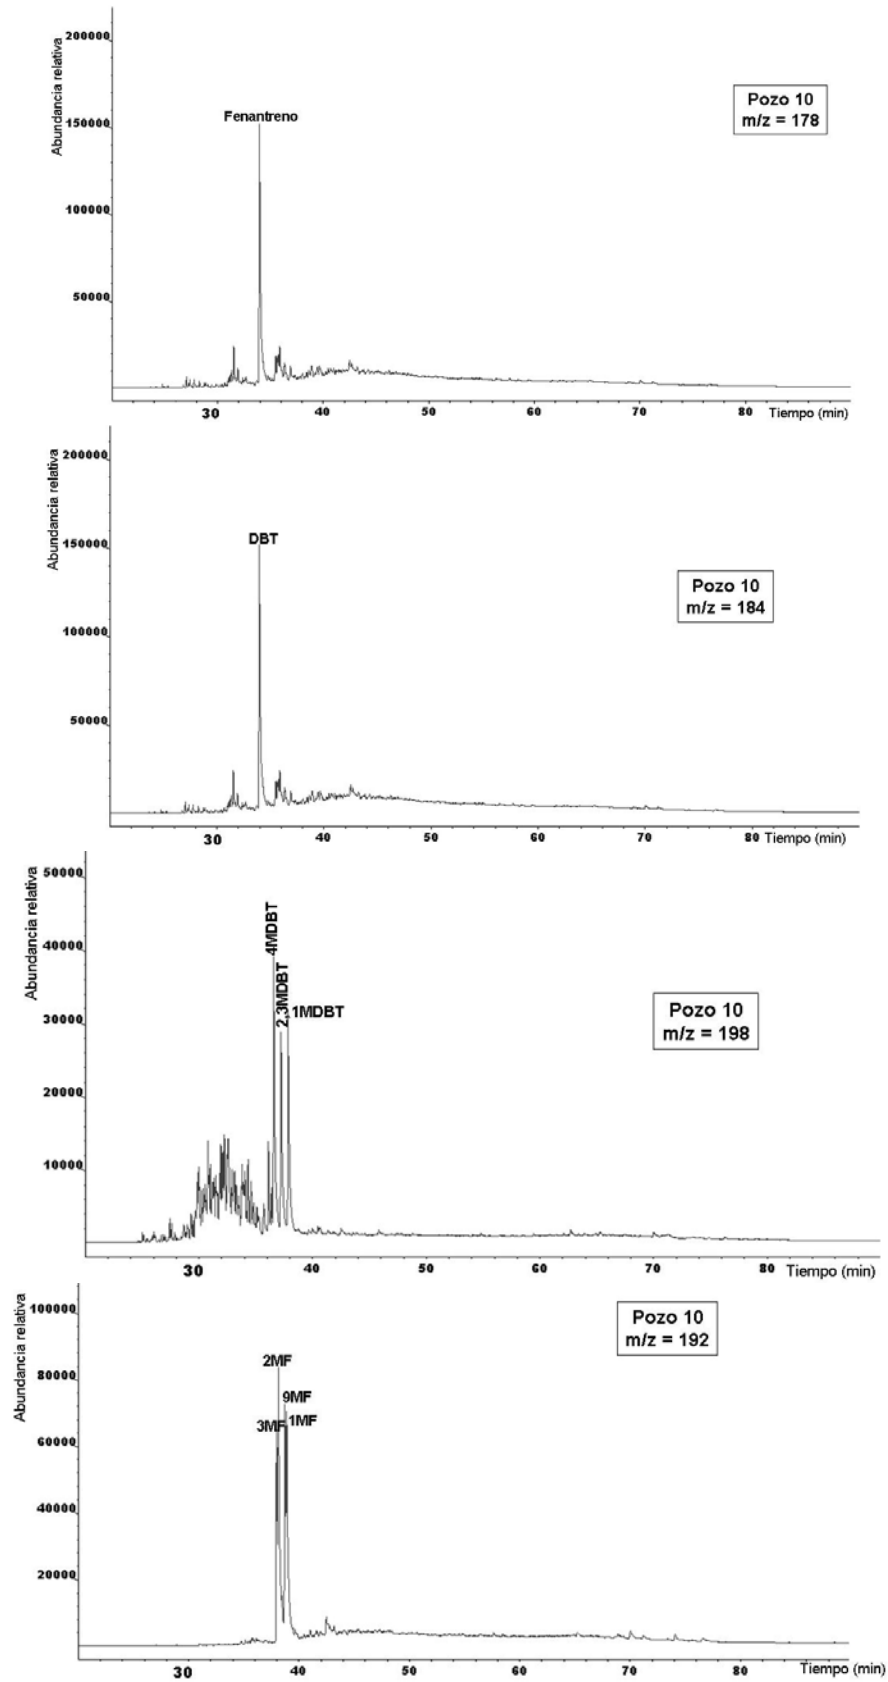 Abundancia relativa
200000
150000
100000
50000
Fenantreno
Pozo 10
m/z = 178
30 40 50 60 70 80 Tiempo (min)
Abundancia relativa
200000
150000
100000
50000
DBT
Pozo 10
m/z = 184
30 40 50 60 70 80 Tiempo (min)
Abundancia relativa
50000
40000
30000
20000
10000
4MDBT
2,3MDBT
1MDBT
Pozo 10
m/z = 198
30 40 50 60 70 80 Tiempo (min)
Abundancia relativa
100000
80000
60000
40000
20000
2MF
9MF
3MF
1MF
Pozo 10
m/z = 192
30 40 50 60 70 80 Tiempo (min)